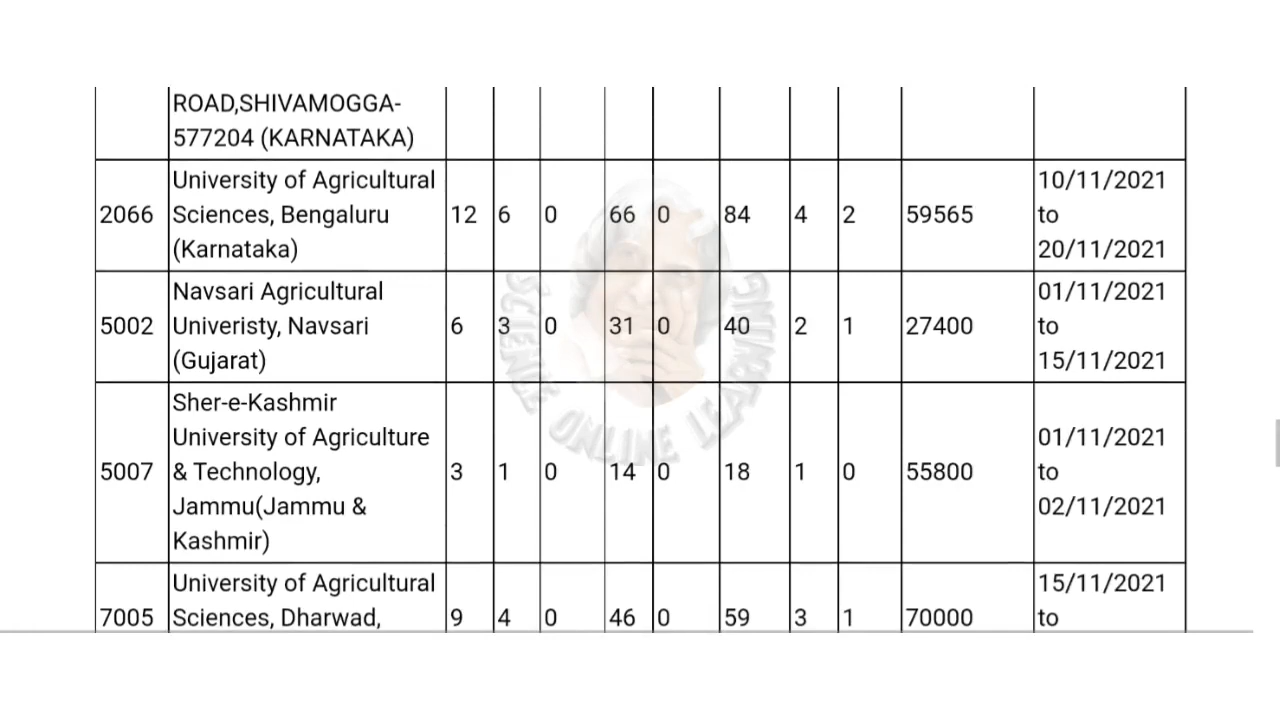 ROAD,SHIVAMOGGA-
577204 (KARNATAKA)
University of Agricultural
Sciences, Bengaluru
(Karnataka)
2066 12 6 0 66 0 84 4 2 59565
10/11/2021
to
20/11/2021
Navsari Agricultural
Univeristy, Navsari
(Gujarat)
5002 6 3 0 31 0 40 2 1 27400
01/11/2021
to
15/11/2021
Sher-e-Kashmir
University of Agriculture
& Technology,
Jammu(Jammu &
Kashmir)
5007 3 1 0 14 0 18 1 0 55800
01/11/2021
to
02/11/2021
University of Agricultural
Sciences, Dharwad,
7005 9 4 0 46 0 59 3 1 70000
15/11/2021
to
SCIENCE ONLINE LEARNING